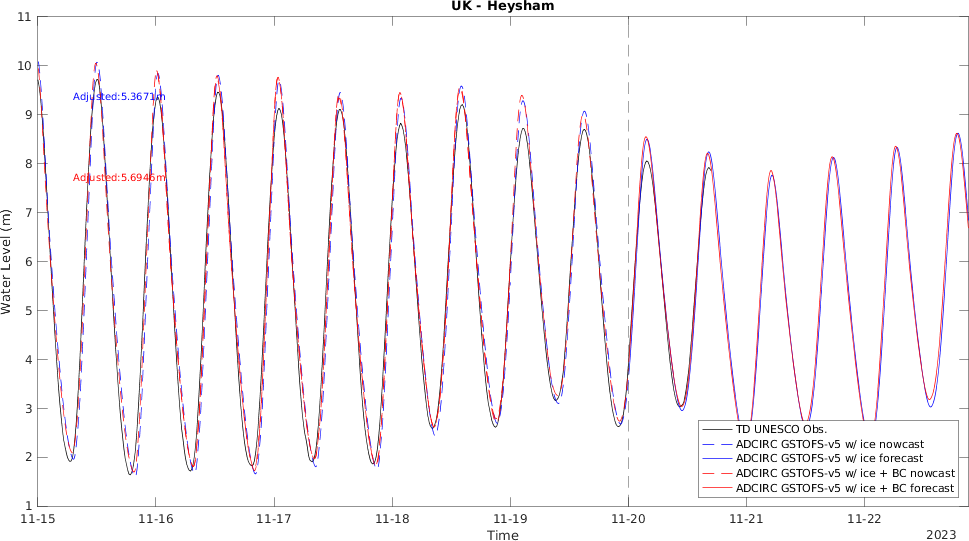 UK - Heysham
11
10
9
8
7
6
5
4
3
2
1
Water Level (m)
Adjusted:5.3671m
Adjusted:5.6946m
TD UNESCO Obs.
ADCIRC GSTOFS-v5 w/ ice nowcast
ADCIRC GSTOFS-v5 w/ ice forecast
ADCIRC GSTOFS-v5 w/ ice + BC nowcast
ADCIRC GSTOFS-v5 w/ ice + BC forecast
11-15 11-16 11-17 11-18 11-19 11-20 11-21 11-22
Time
2023